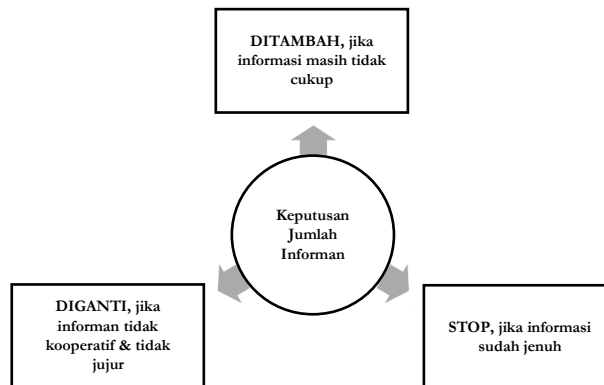 DITAMBAH, jika
informasi masih tidak
cukup
Keputusan
Jumlah
Informan
DIGANTI, jika
informan tidak
kooperatif & tidak
jujur
STOP, jika informasi
sudah jenuh